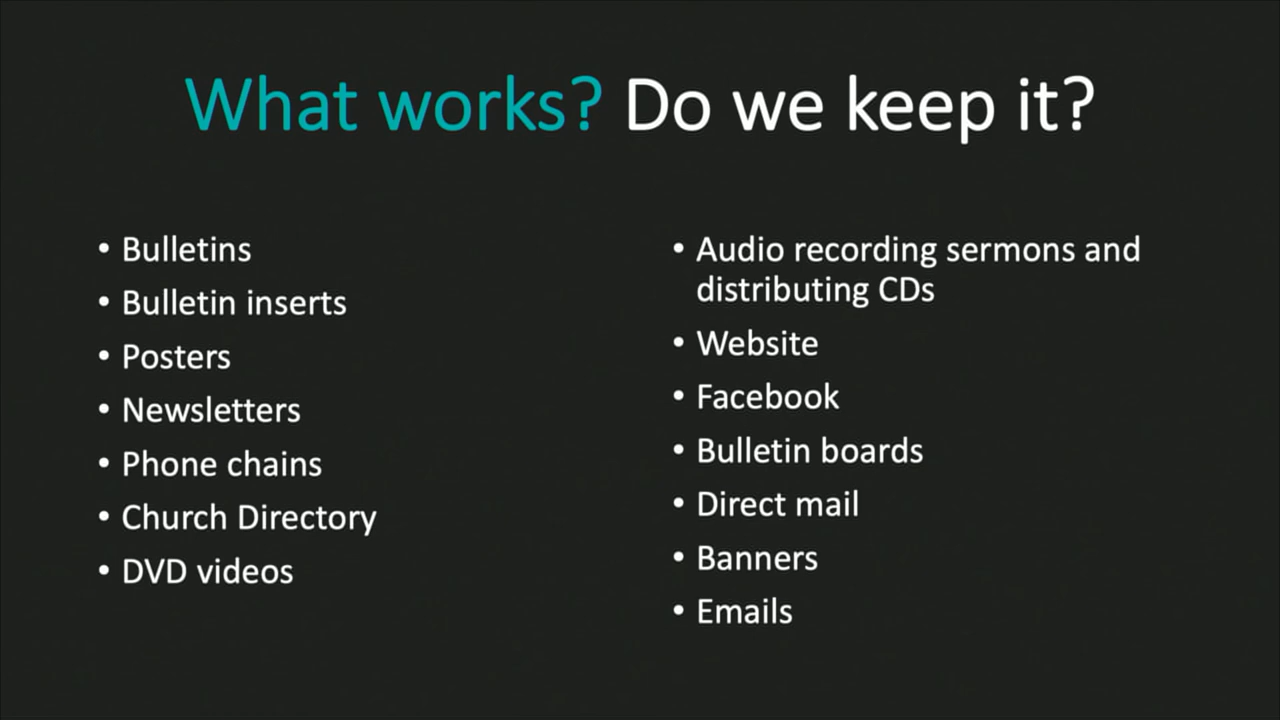 What works? Do we keep it?
• Bulletins
• Bulletin inserts
• Posters
• Newsletters
• Phone chains
• Church Directory
• DVD videos
• Audio recording sermons and
distributing CDs
• Website
• Facebook
• Bulletin boards
• Direct mail
• Banners
• Emails